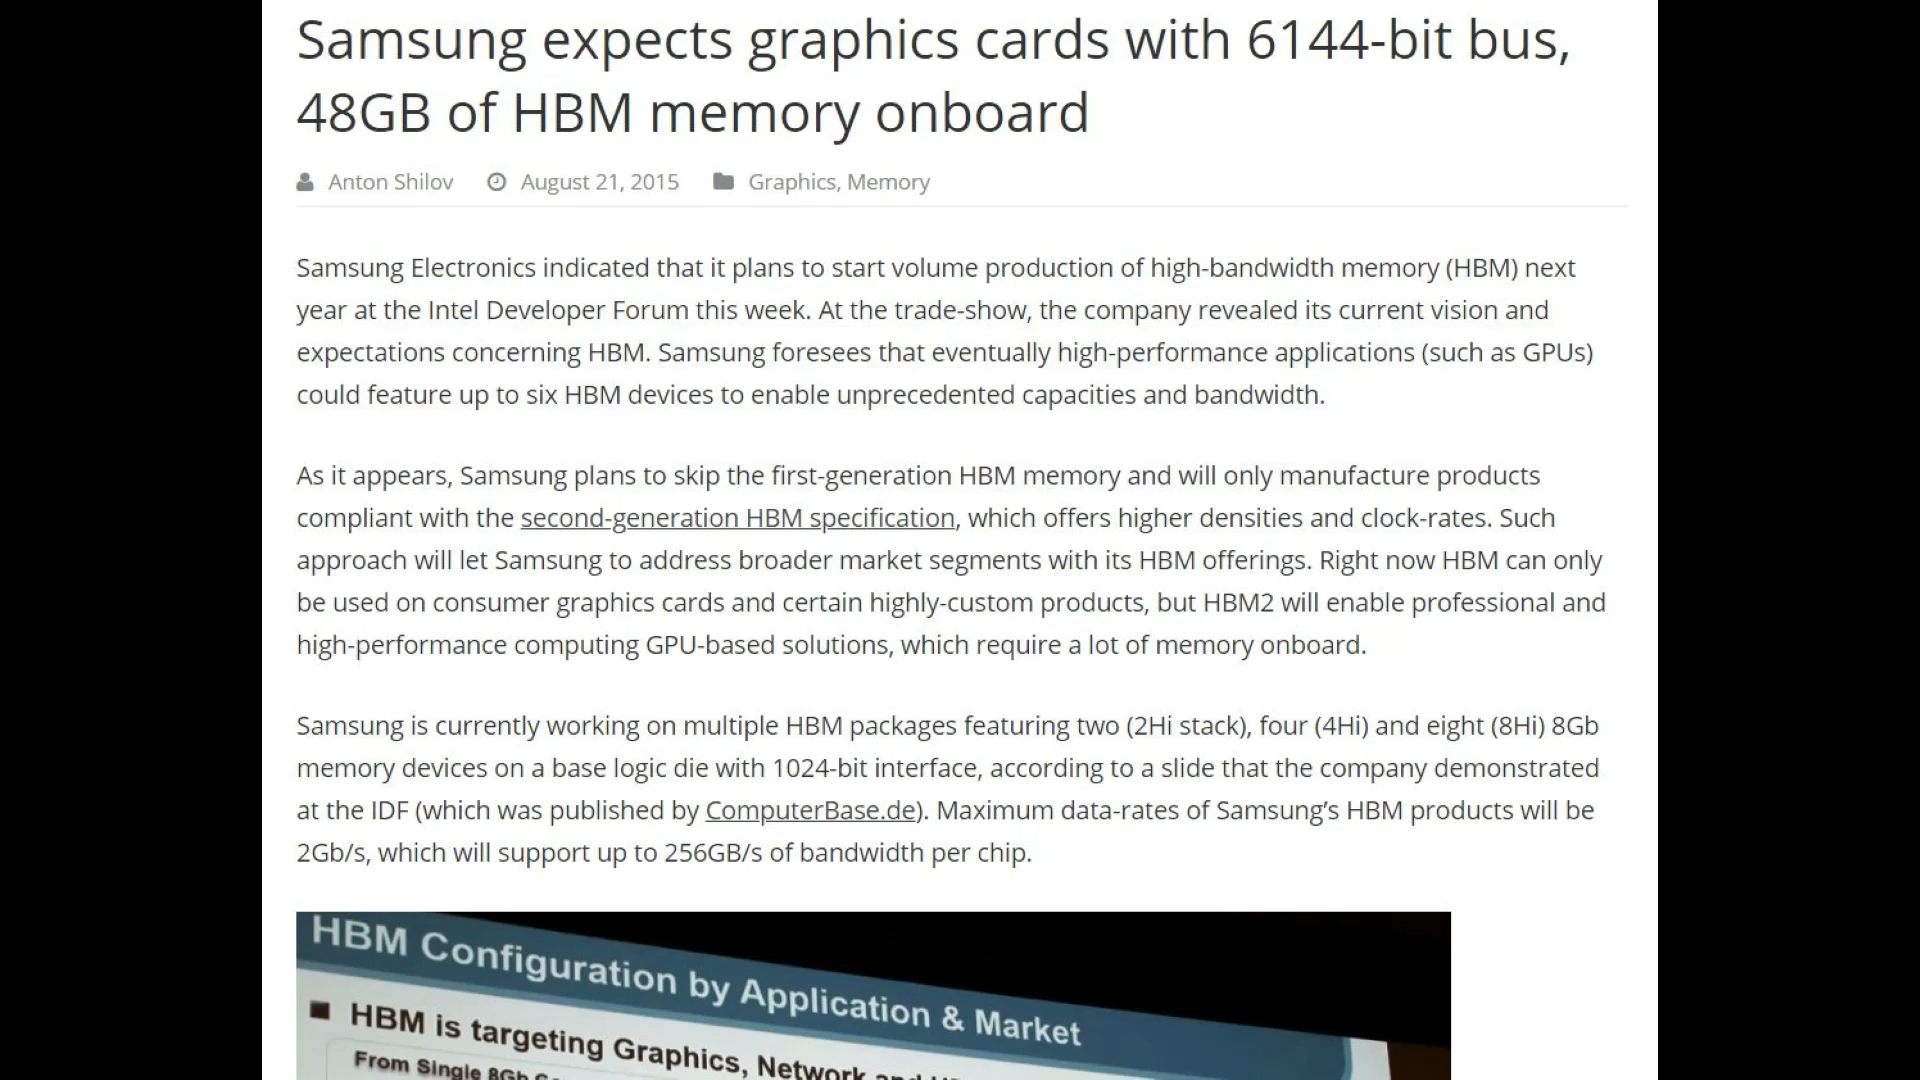 Samsung expects graphics cards with 6144-bit bus,
48GB of HBM memory onboard
Anton Shilov August 21, 2015 Graphics, Memory
Samsung Electronics indicated that it plans to start volume production of high-bandwidth memory (HBM) next
year at the Intel Developer Forum this week. At the trade-show, the company revealed its current vision and
expectations concerning HBM. Samsung foresees that eventually high-performance applications (such as GPUs)
could feature up to six HBM devices to enable unprecedented capacities and bandwidth.
As it appears, Samsung plans to skip the first-generation HBM memory and will only manufacture products
compliant with the second-generation HBM specification, which offers higher densities and clock-rates. Such
approach will let Samsung to address broader market segments with its HBM offerings. Right now HBM can only
be used on consumer graphics cards and certain highly-custom products, but HBM2 will enable professional and
high-performance computing GPU-based solutions, which require a lot of memory onboard.
Samsung is currently working on multiple HBM packages featuring two (2Hi stack), four (4Hi) and eight (8Hi) 8Gb
memory devices on a base logic die with 1024-bit interface, according to a slide that the company demonstrated
at the IDF (which was published by ComputerBase.de). Maximum data-rates of Samsung’s HBM products will be
2Gb/s, which will support up to 256GB/s of bandwidth per chip.
HBM Configuration by Application & Market
HBM is targeting Graphics, Network and
From Single 8Gb